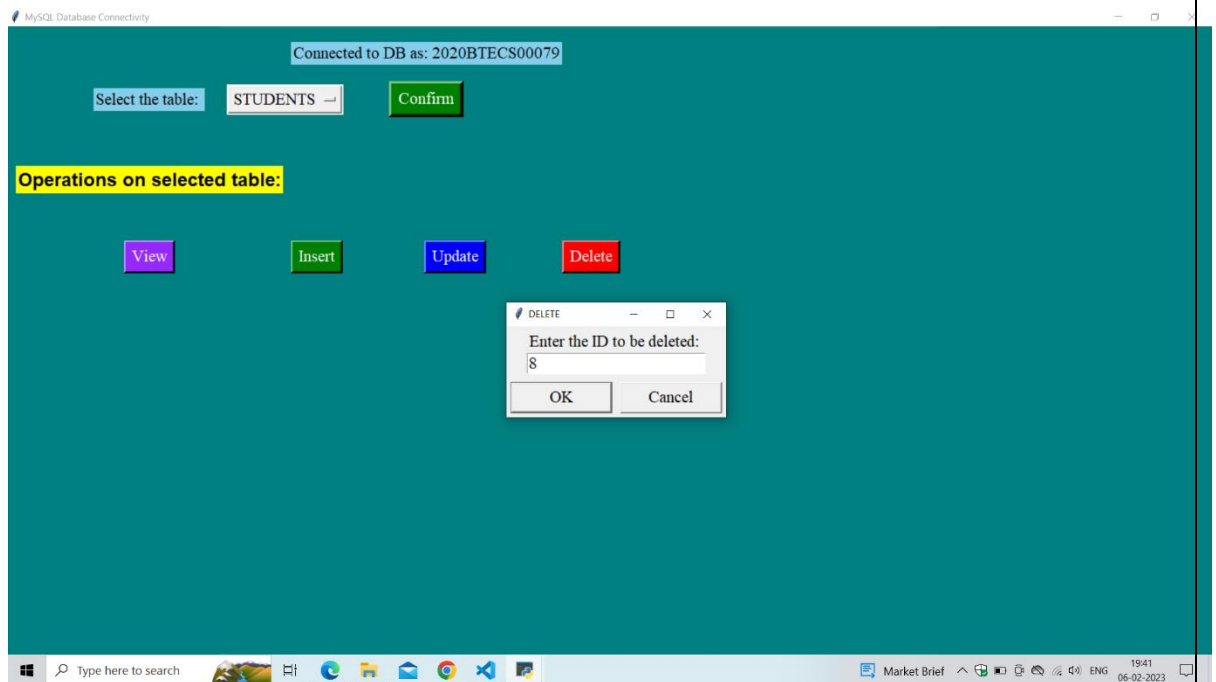 MySQL Database Connectivity
Connected to DB as: 2020BTECS00079
Select the table: STUDENTS Confirm
Operations on selected table:
View Insert Update Delete
DELETE
Enter the ID to be deleted:
8
OK Cancel
Type here to search Market Brief ENG 19:41
06-02-2023